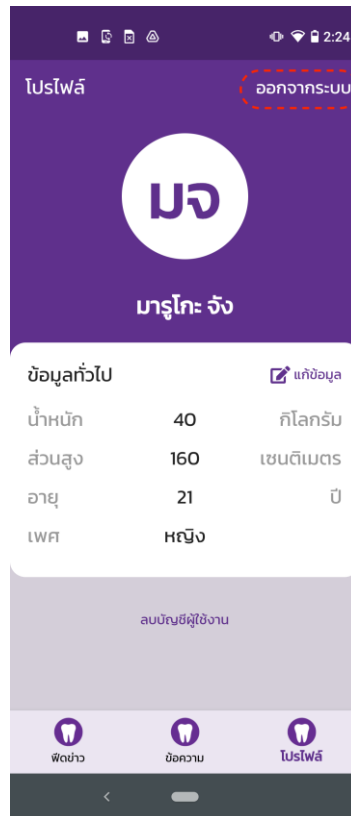 2:24
โปรไฟล์ ออกจากระบบ
มจ
มารูโกะ จัง
ข้อมูลทั่วไป แก้ข้อมูล
น้ำหนัก 40 กิโลกรัม
ส่วนสูง 160 เซนติเมตร
อายุ 21 ปี
เพศ หญิง
ลบบัญชีผู้ใช้งาน
ฟีดข่าว ข้อความ โปรไฟล์